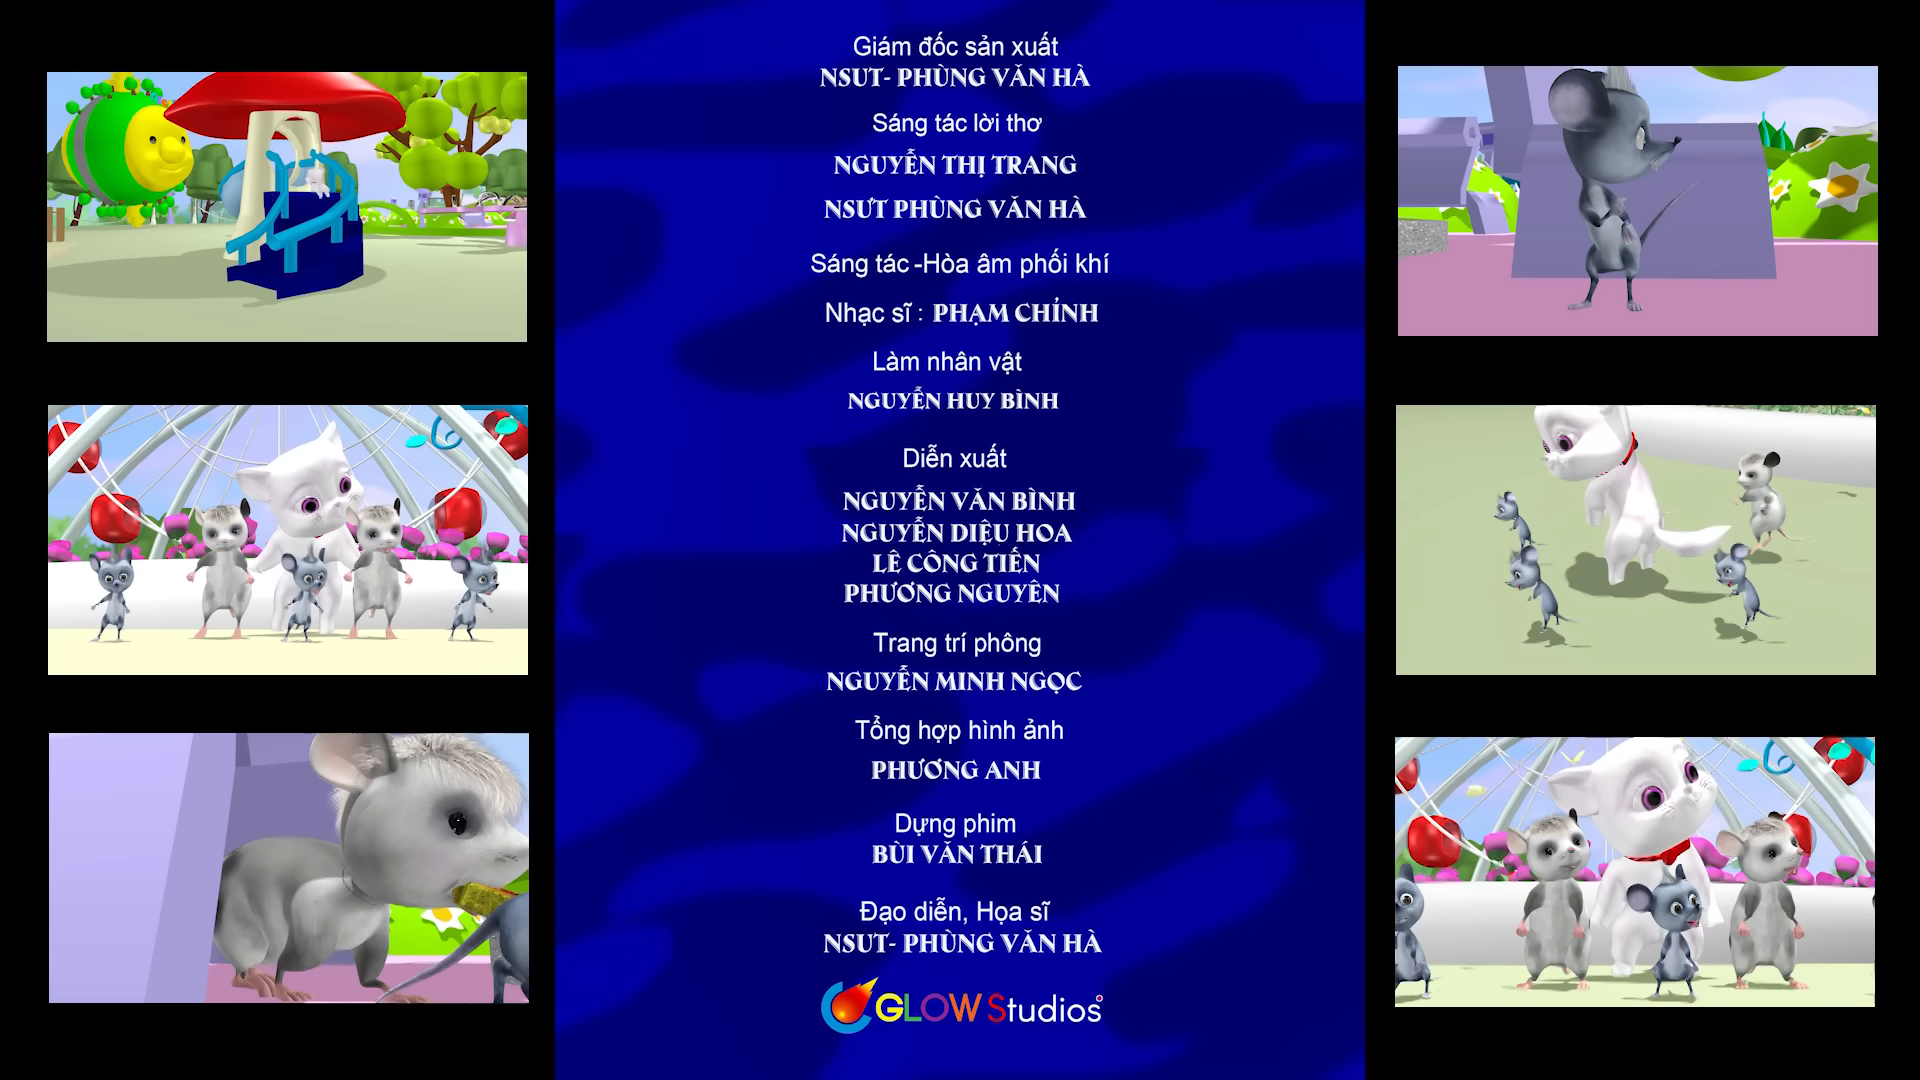 Giám đốc sản xuất
NSUT- PHÙNG VĂN HÀ
Sáng tác lời thơ
NGUYỄN THỊ TRANG
NSƯT PHÙNG VĂN HÀ
Sáng tác -Hòa âm phối khí
Nhạc sĩ : PHẠM CHỈNH
Làm nhân vật
NGUYỄN HUY BÌNH
Diễn xuất
NGUYỄN VĂN BÌNH
NGUYỄN DIỆU HOA
LÊ CÔNG TIẾN
PHƯƠNG NGUYÊN
Trang trí phông
NGUYỄN MINH NGỌC
Tổng hợp hình ảnh
PHƯƠNG ANH
Dựng phim
BÙI VĂN THÁI
Đạo diễn, Họa sĩ
NSUT- PHÙNG VĂN HÀ
GLOW Studios